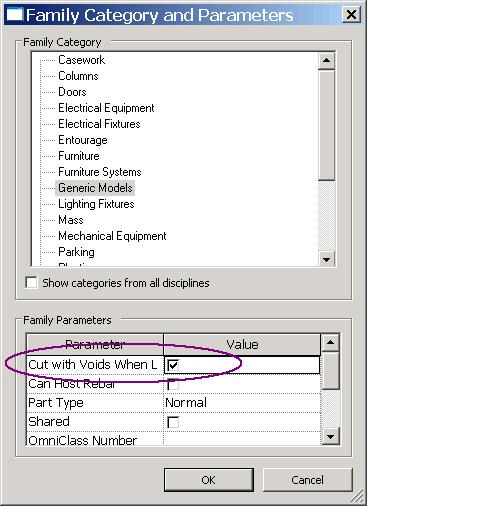 Family Category and Parameters
Family Category
Casework
Columns
Doors
Electrical Equipment
Electrical Fixtures
Entourage
Furniture
Furniture Systems
Generic Models
Lighting Fixtures
Mass
Mechanical Equipment
Parking
Show categories from all disciplines
Family Parameters
Parameter Value
Cut with Voids When L
Can Host Rebar
Part Type Normal
Shared
OmniClass Number
OK Cancel